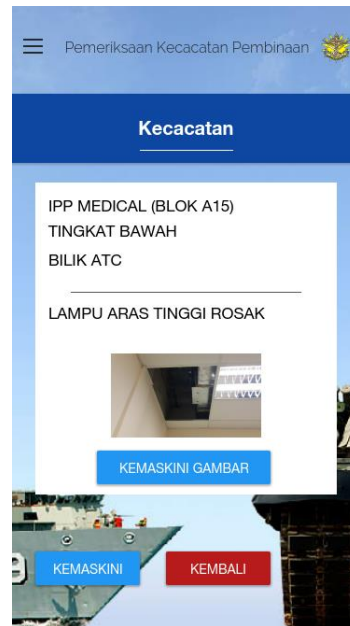 Pemeriksaan Kecacatan Pembinaan
Kecacatan
IPP MEDICAL (BLOK A15)
TINGKAT BAWAH
BILIK ATC
LAMPU ARAS TINGGI ROSAK
KEMASKINI GAMBAR
KEMASKINI
KEMBALI